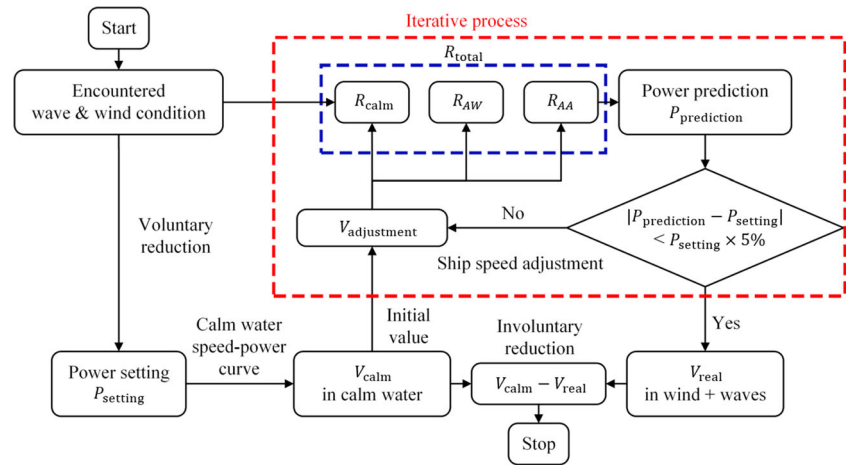 Start
Iterative process
R_total
Encountered
wave & wind condition
R_calm
R_AW
R_AA
Power prediction
P_prediction
Voluntary
reduction
V_adjustment
No
|P_prediction − P_setting|
< P_setting × 5%
Ship speed adjustment
Calm water
speed-power
curve
Initial
value
Involuntary
reduction
Yes
Power setting
P_setting
V_calm
in calm water
V_calm − V_real
V_real
in wind + waves
Stop